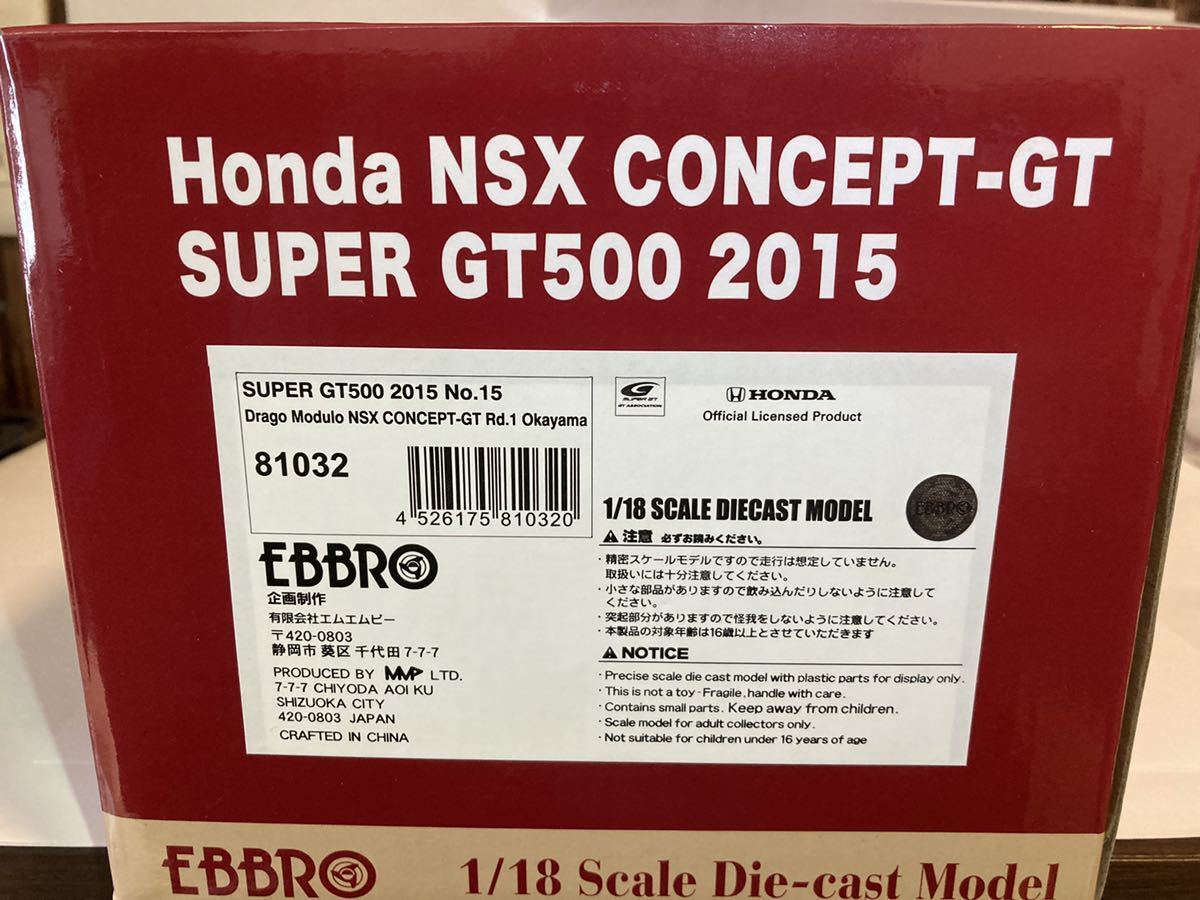 Honda NSX CONCEPT-GT
SUPER GT500 2015
SUPER GT500 2015 No.15
Drago Modulo NSX CONCEPT-GT Rd.1 Okayama
81032
4 526175 810320
EBBRO
企画制作
有限会社エムエムピー
〒420-0803
静岡市 葵区 千代田 7-7-7
PRODUCED BY MMP LTD.
7-7-7 CHIYODA AOI KU
SHIZUOKA CITY
420-0803 JAPAN
CRAFTED IN CHINA
SUPER GT
GT ASSOCIATION
HONDA
Official Licensed Product
1/18 SCALE DIECAST MODEL
EBBRO
注意 必ずお読みください。
・精密スケールモデルですので走行は想定していません。
取扱いには十分注意してください。
・小さな部品がありますので飲み込んだりしないように注意して
ください。
・突起部分がありますので怪我をしないように注意してください。
・本製品の対象年齢は16歳以上とさせていただきます
NOTICE
・Precise scale die cast model with plastic parts for display only.
・This is not a toy-Fragile, handle with care.
・Contains small parts. Keep away from children.
・Scale model for adult collectors only.
・Not suitable for children under 16 years of age
EBBRO 1/18 Scale Die-cast Model